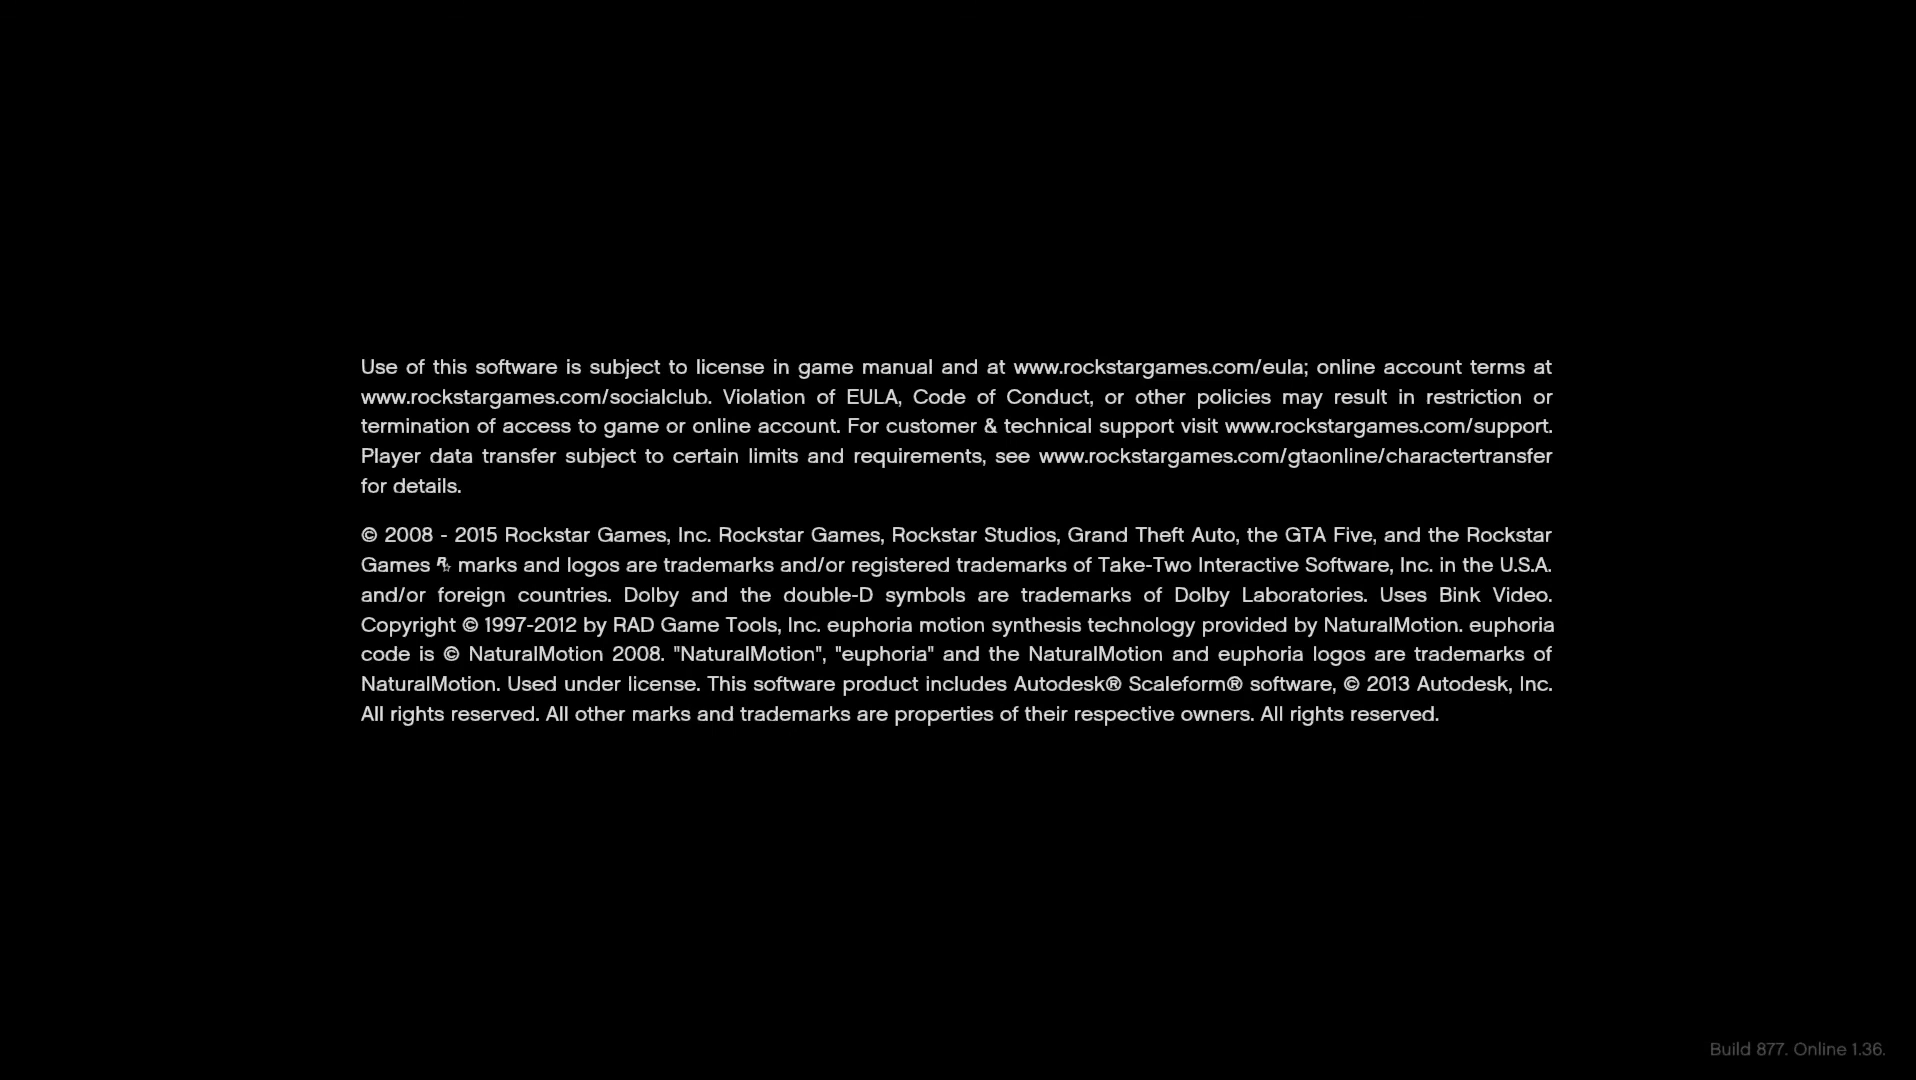 Use of this software is subject to license in game manual and at www.rockstargames.com/eula; online account terms at
www.rockstargames.com/socialclub. Violation of EULA, Code of Conduct, or other policies may result in restriction or
termination of access to game or online account. For customer & technical support visit www.rockstargames.com/support.
Player data transfer subject to certain limits and requirements, see www.rockstargames.com/gtaonline/charactertransfer
for details.
© 2008 - 2015 Rockstar Games, Inc. Rockstar Games, Rockstar Studios, Grand Theft Auto, the GTA Five, and the Rockstar
Games R☆ marks and logos are trademarks and/or registered trademarks of Take-Two Interactive Software, Inc. in the U.S.A.
and/or foreign countries. Dolby and the double-D symbols are trademarks of Dolby Laboratories. Uses Bink Video.
Copyright © 1997-2012 by RAD Game Tools, Inc. euphoria motion synthesis technology provided by NaturalMotion. euphoria
code is © NaturalMotion 2008. "NaturalMotion", "euphoria" and the NaturalMotion and euphoria logos are trademarks of
NaturalMotion. Used under license. This software product includes Autodesk® Scaleform® software, © 2013 Autodesk, Inc.
All rights reserved. All other marks and trademarks are properties of their respective owners. All rights reserved.
Build 877. Online 1.36.